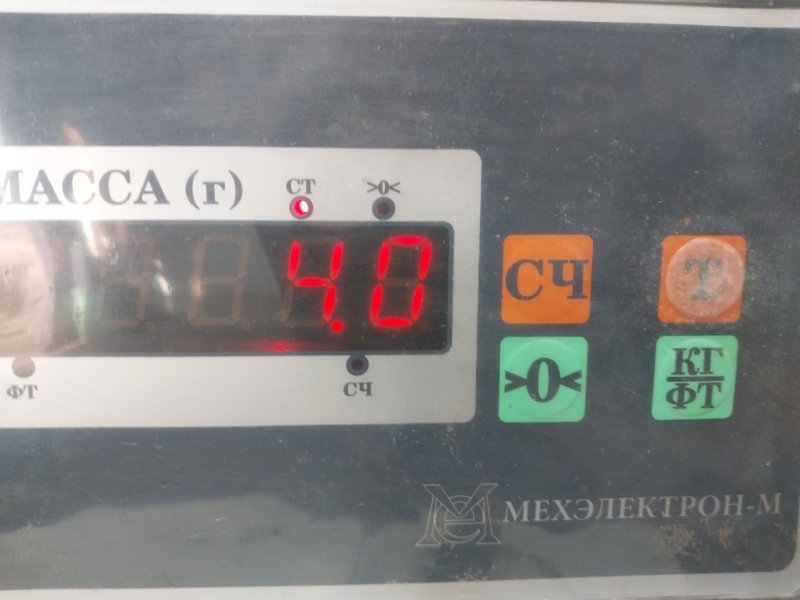 МАССА (г)
СТ
>0<
4.0
ФТ
СЧ
СЧ
Т
>0<
КГ
ФТ
МЕХЭЛЕКТРОН-М